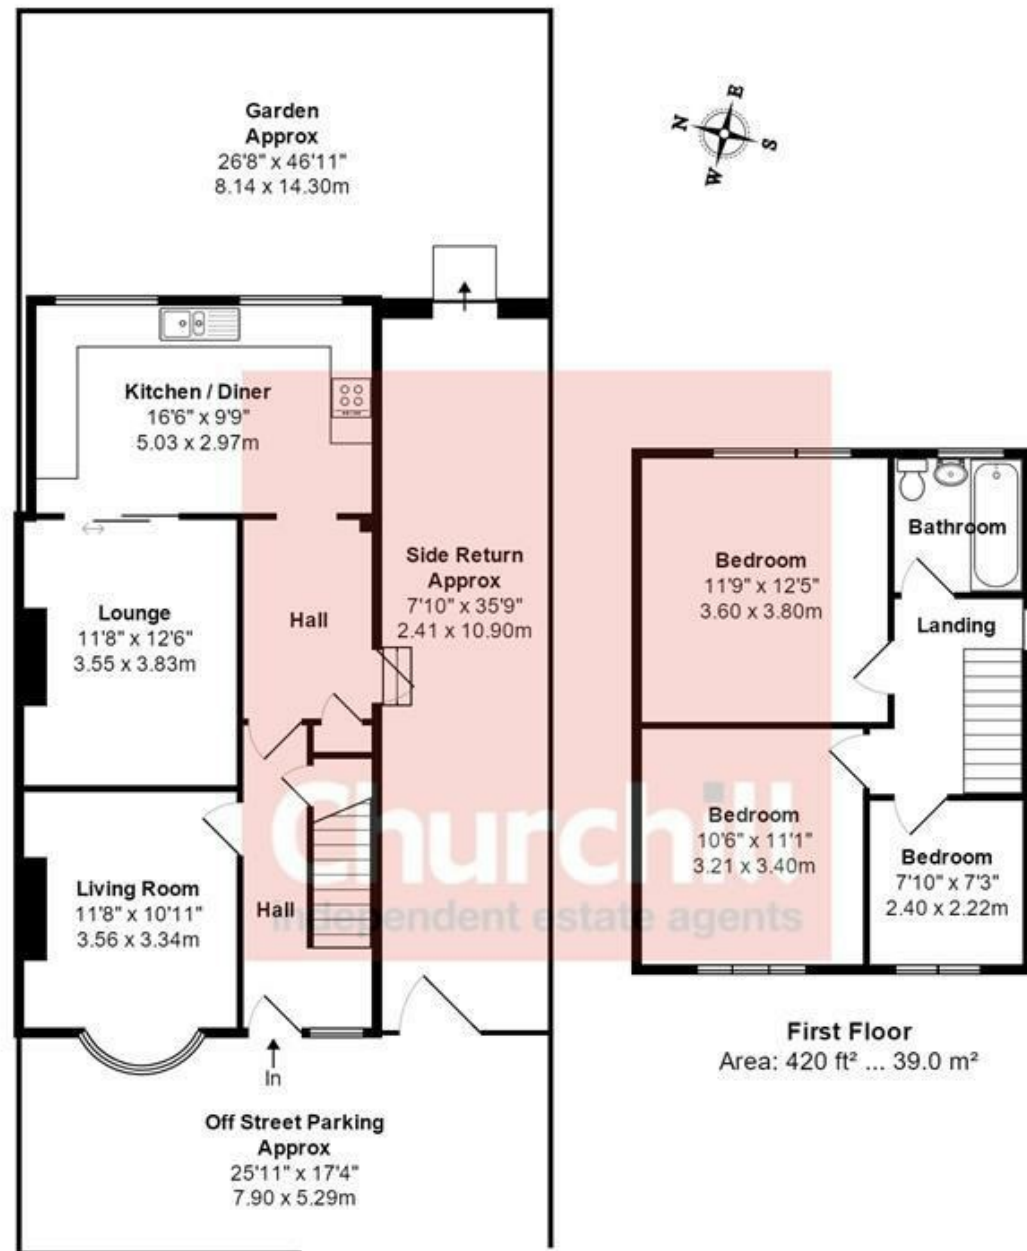 Garden
Approx
26'8" x 46'11"
8.14 x 14.30m
N
E
S
W
Kitchen / Diner
16'6" x 9'9"
5.03 x 2.97m
Side Return
Approx
7'10" x 35'9"
2.41 x 10.90m
Lounge
11'8" x 12'6"
3.55 x 3.83m
Hall
Living Room
11'8" x 10'11"
3.56 x 3.34m
Hall
In
Off Street Parking
Approx
25'11" x 17'4"
7.90 x 5.29m
Bedroom
11'9" x 12'5"
3.60 x 3.80m
Bathroom
Landing
Bedroom
10'6" x 11'1"
3.21 x 3.40m
Bedroom
7'10" x 7'3"
2.40 x 2.22m
Churchill
independent estate agents
First Floor
Area: 420 ft² ... 39.0 m²